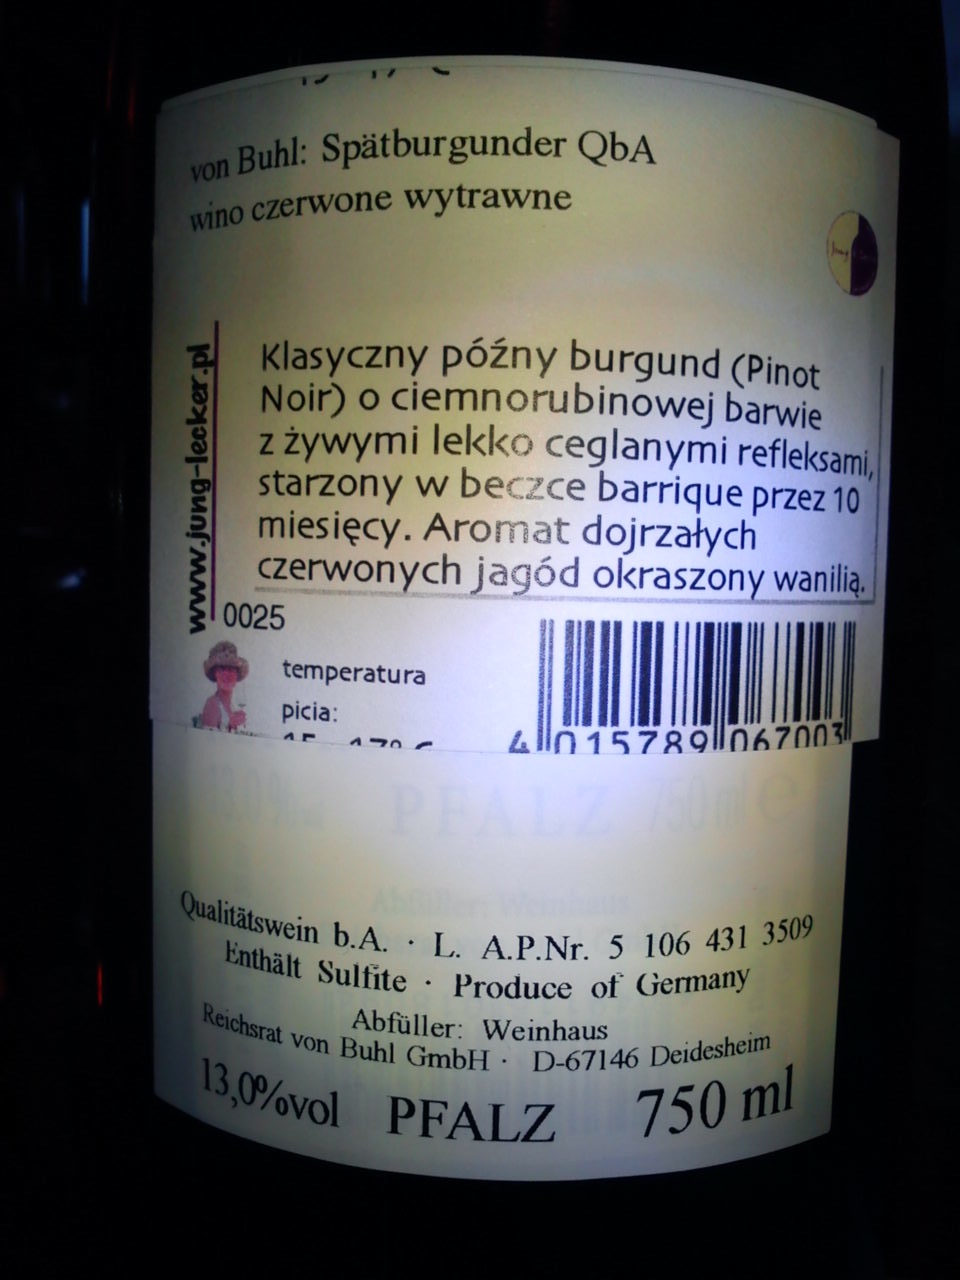 von Buhl: Spätburgunder QbA
wino czerwone wytrawne
www.jung-lecker.pl
Klasyczny późny burgund (Pinot
Noir) o ciemnorubinowej barwie
z żywymi lekko ceglanymi refleksami,
starzony w beczce barrique przez 10
miesięcy. Aromat dojrzałych
czerwonych jagód okraszony wanilią.
0025
temperatura
picia:
15 - 17° C
4 015789 067003
Qualitätswein b.A. · L. A.P.Nr. 5 106 431 3509
Enthält Sulfite · Produce of Germany
Abfüller: Weinhaus
Reichsrat von Buhl GmbH · D-67146 Deidesheim
13,0%vol PFALZ 750 ml